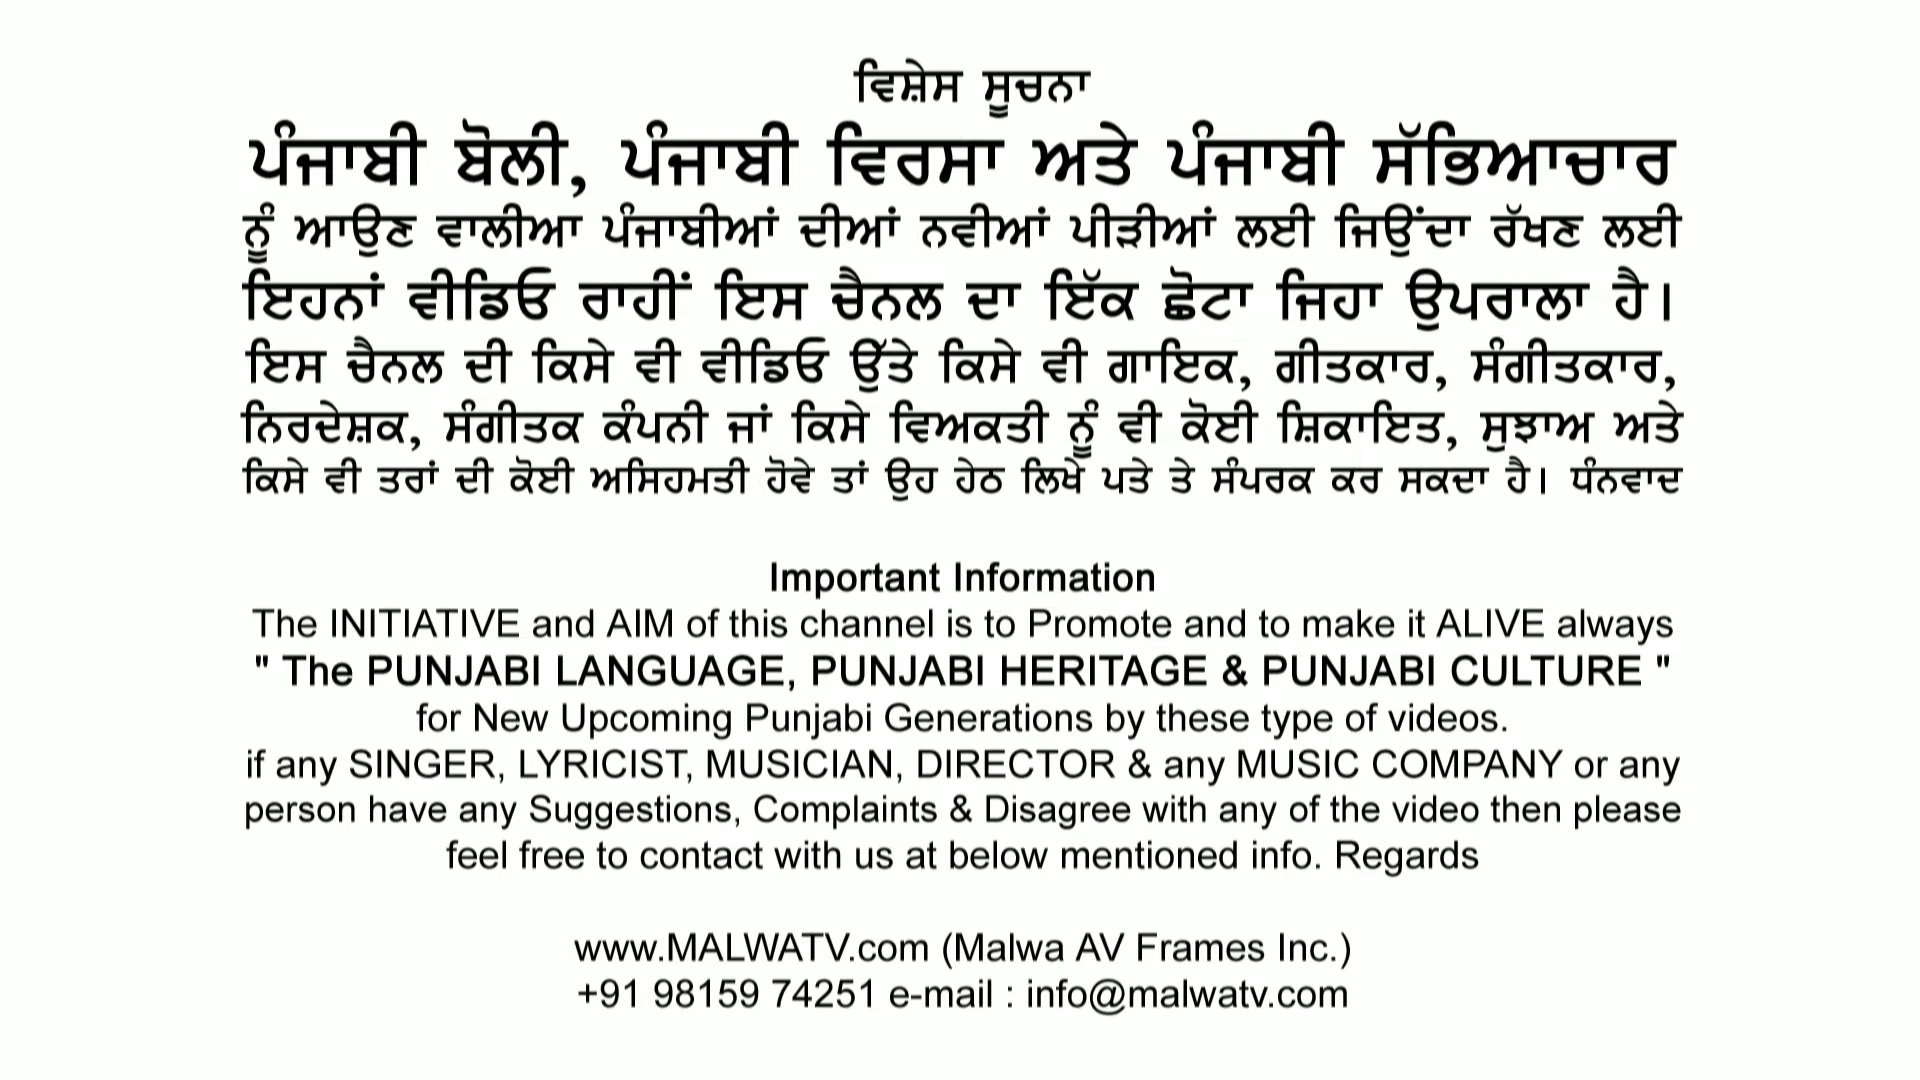 ਵਿਸ਼ੇਸ ਸੂਚਨਾ
ਪੰਜਾਬੀ ਬੋਲੀ, ਪੰਜਾਬੀ ਵਿਰਸਾ ਅਤੇ ਪੰਜਾਬੀ ਸੱਭਿਆਚਾਰ
ਨੂੰ ਆਉਣ ਵਾਲੀਆ ਪੰਜਾਬੀਆਂ ਦੀਆਂ ਨਵੀਆਂ ਪੀੜੀਆਂ ਲਈ ਜਿਉਂਦਾ ਰੱਖਣ ਲਈ
ਇਹਨਾਂ ਵੀਡਿਓ ਰਾਹੀਂ ਇਸ ਚੈਨਲ ਦਾ ਇੱਕ ਛੋਟਾ ਜਿਹਾ ਉਪਰਾਲਾ ਹੈ।
ਇਸ ਚੈਨਲ ਦੀ ਕਿਸੇ ਵੀ ਵੀਡਿਓ ਉੱਤੇ ਕਿਸੇ ਵੀ ਗਾਇਕ, ਗੀਤਕਾਰ, ਸੰਗੀਤਕਾਰ,
ਨਿਰਦੇਸ਼ਕ, ਸੰਗੀਤਕ ਕੰਪਨੀ ਜਾਂ ਕਿਸੇ ਵਿਅਕਤੀ ਨੂੰ ਵੀ ਕੋਈ ਸ਼ਿਕਾਇਤ, ਸੁਝਾਅ ਅਤੇ
ਕਿਸੇ ਵੀ ਤਰਾਂ ਦੀ ਕੋਈ ਅਸਿਹਮਤੀ ਹੋਵੇ ਤਾਂ ਉਹ ਹੇਠ ਲਿਖੇ ਪਤੇ ਤੇ ਸੰਪਰਕ ਕਰ ਸਕਦਾ ਹੈ। ਧੰਨਵਾਦ
Important Information
The INITIATIVE and AIM of this channel is to Promote and to make it ALIVE always
" The PUNJABI LANGUAGE, PUNJABI HERITAGE & PUNJABI CULTURE "
for New Upcoming Punjabi Generations by these type of videos.
if any SINGER, LYRICIST, MUSICIAN, DIRECTOR & any MUSIC COMPANY or any
person have any Suggestions, Complaints & Disagree with any of the video then please
feel free to contact with us at below mentioned info. Regards
www.MALWATV.com (Malwa AV Frames Inc.)
+91 98159 74251 e-mail : info@malwatv.com